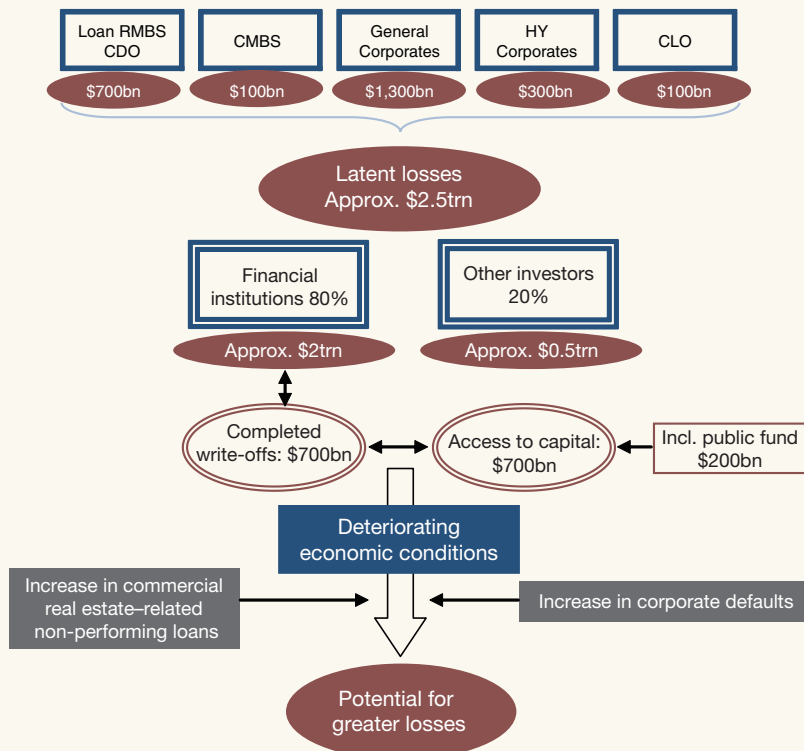 Loan RMBS
CDO
CMBS
General
Corporates
HY
Corporates
CLO
$700bn
$100bn
$1,300bn
$300bn
$100bn
Latent losses
Approx. $2.5trn
Financial
institutions 80%
Other investors
20%
Approx. $2trn
Approx. $0.5trn
Completed
write-offs: $700bn
Access to capital:
$700bn
Incl. public fund
$200bn
Deteriorating
economic conditions
Increase in commercial
real estate–related
non-performing loans
Increase in corporate defaults
Potential for
greater losses